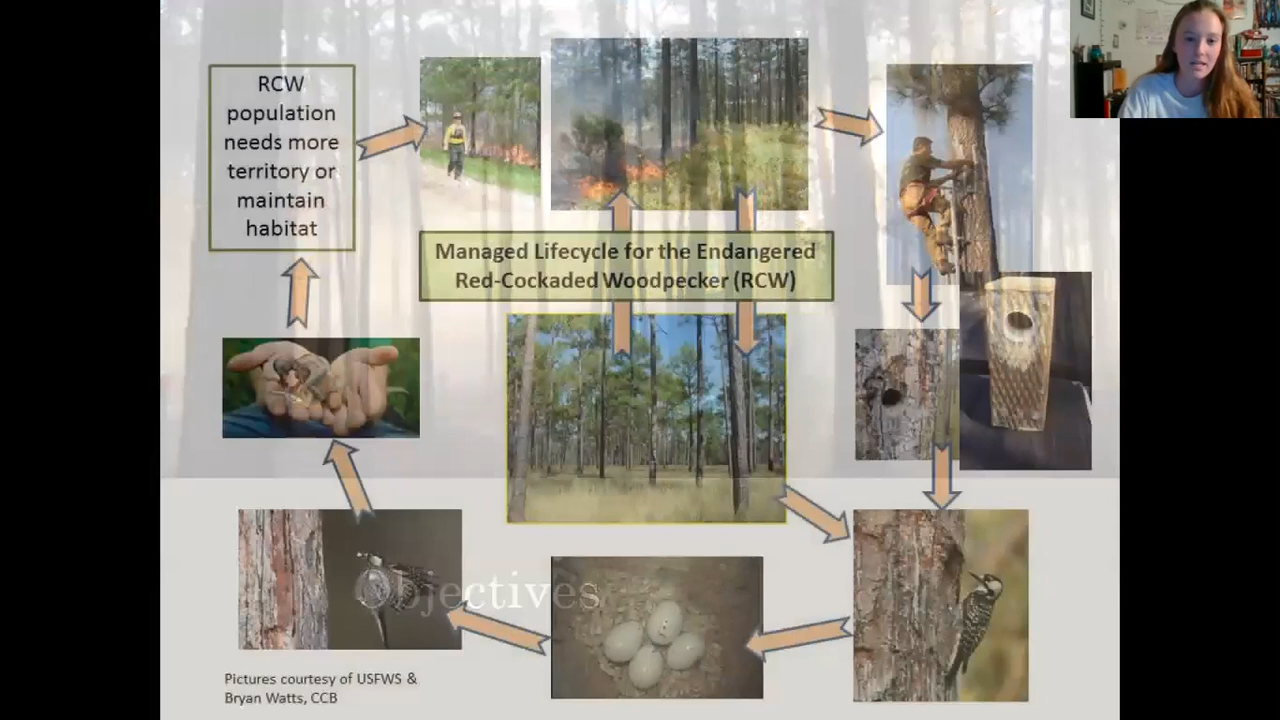 RCW
population
needs more
territory or
maintain
habitat
Managed Lifecycle for the Endangered
Red-Cockaded Woodpecker (RCW)
Objectives
Pictures courtesy of USFWS &
Bryan Watts, CCB